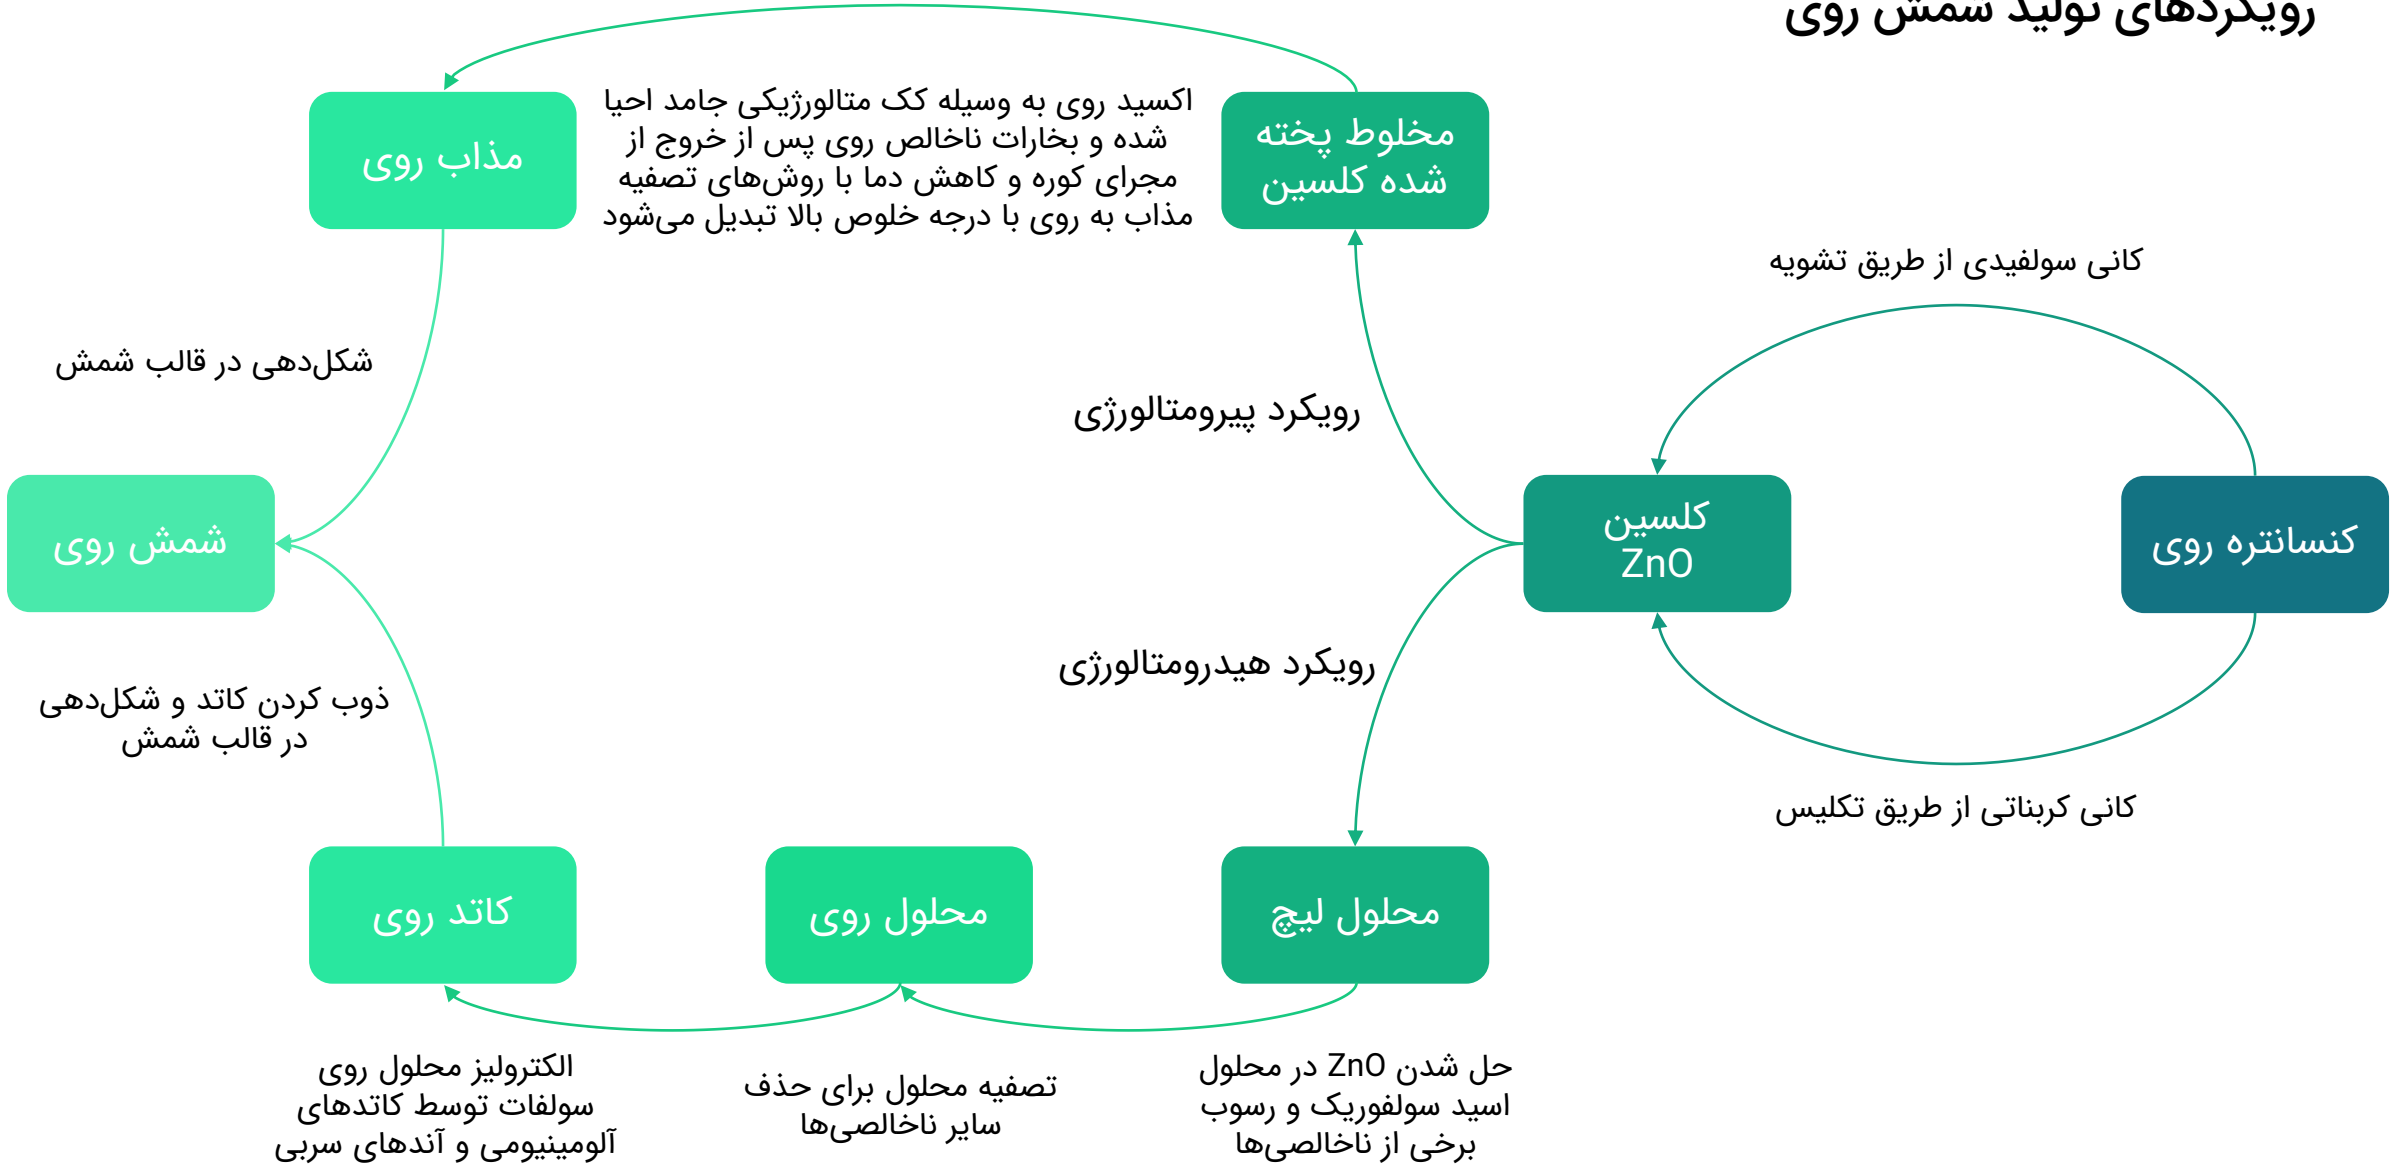 رویکردهای تولید شمش روی
کانی سولفیدی از طریق تشویه
کنسانتره روی
کانی کربناتی از طریق تکلیس
کلسین
ZnO
رویکرد پیرومتالورژی
مخلوط پخته
شده کلسین
اکسید روی به وسیله کک متالورژیکی جامد احیا
شده و بخارات ناخالص روی پس از خروج از
مجرای کوره و کاهش دما با روش‌های تصفیه
مذاب به روی با درجه خلوص بالا تبدیل می‌شود
مذاب روی
شکل‌دهی در قالب شمش
شمش روی
رویکرد هیدرومتالورژی
محلول لیچ
حل شدن ZnO در محلول
اسید سولفوریک و رسوب
برخی از ناخالصی‌ها
محلول روی
تصفیه محلول برای حذف
سایر ناخالصی‌ها
کاتد روی
الکترولیز محلول روی
سولفات توسط کاتدهای
آلومینیومی و آندهای سربی
ذوب کردن کاتد و شکل‌دهی
در قالب شمش